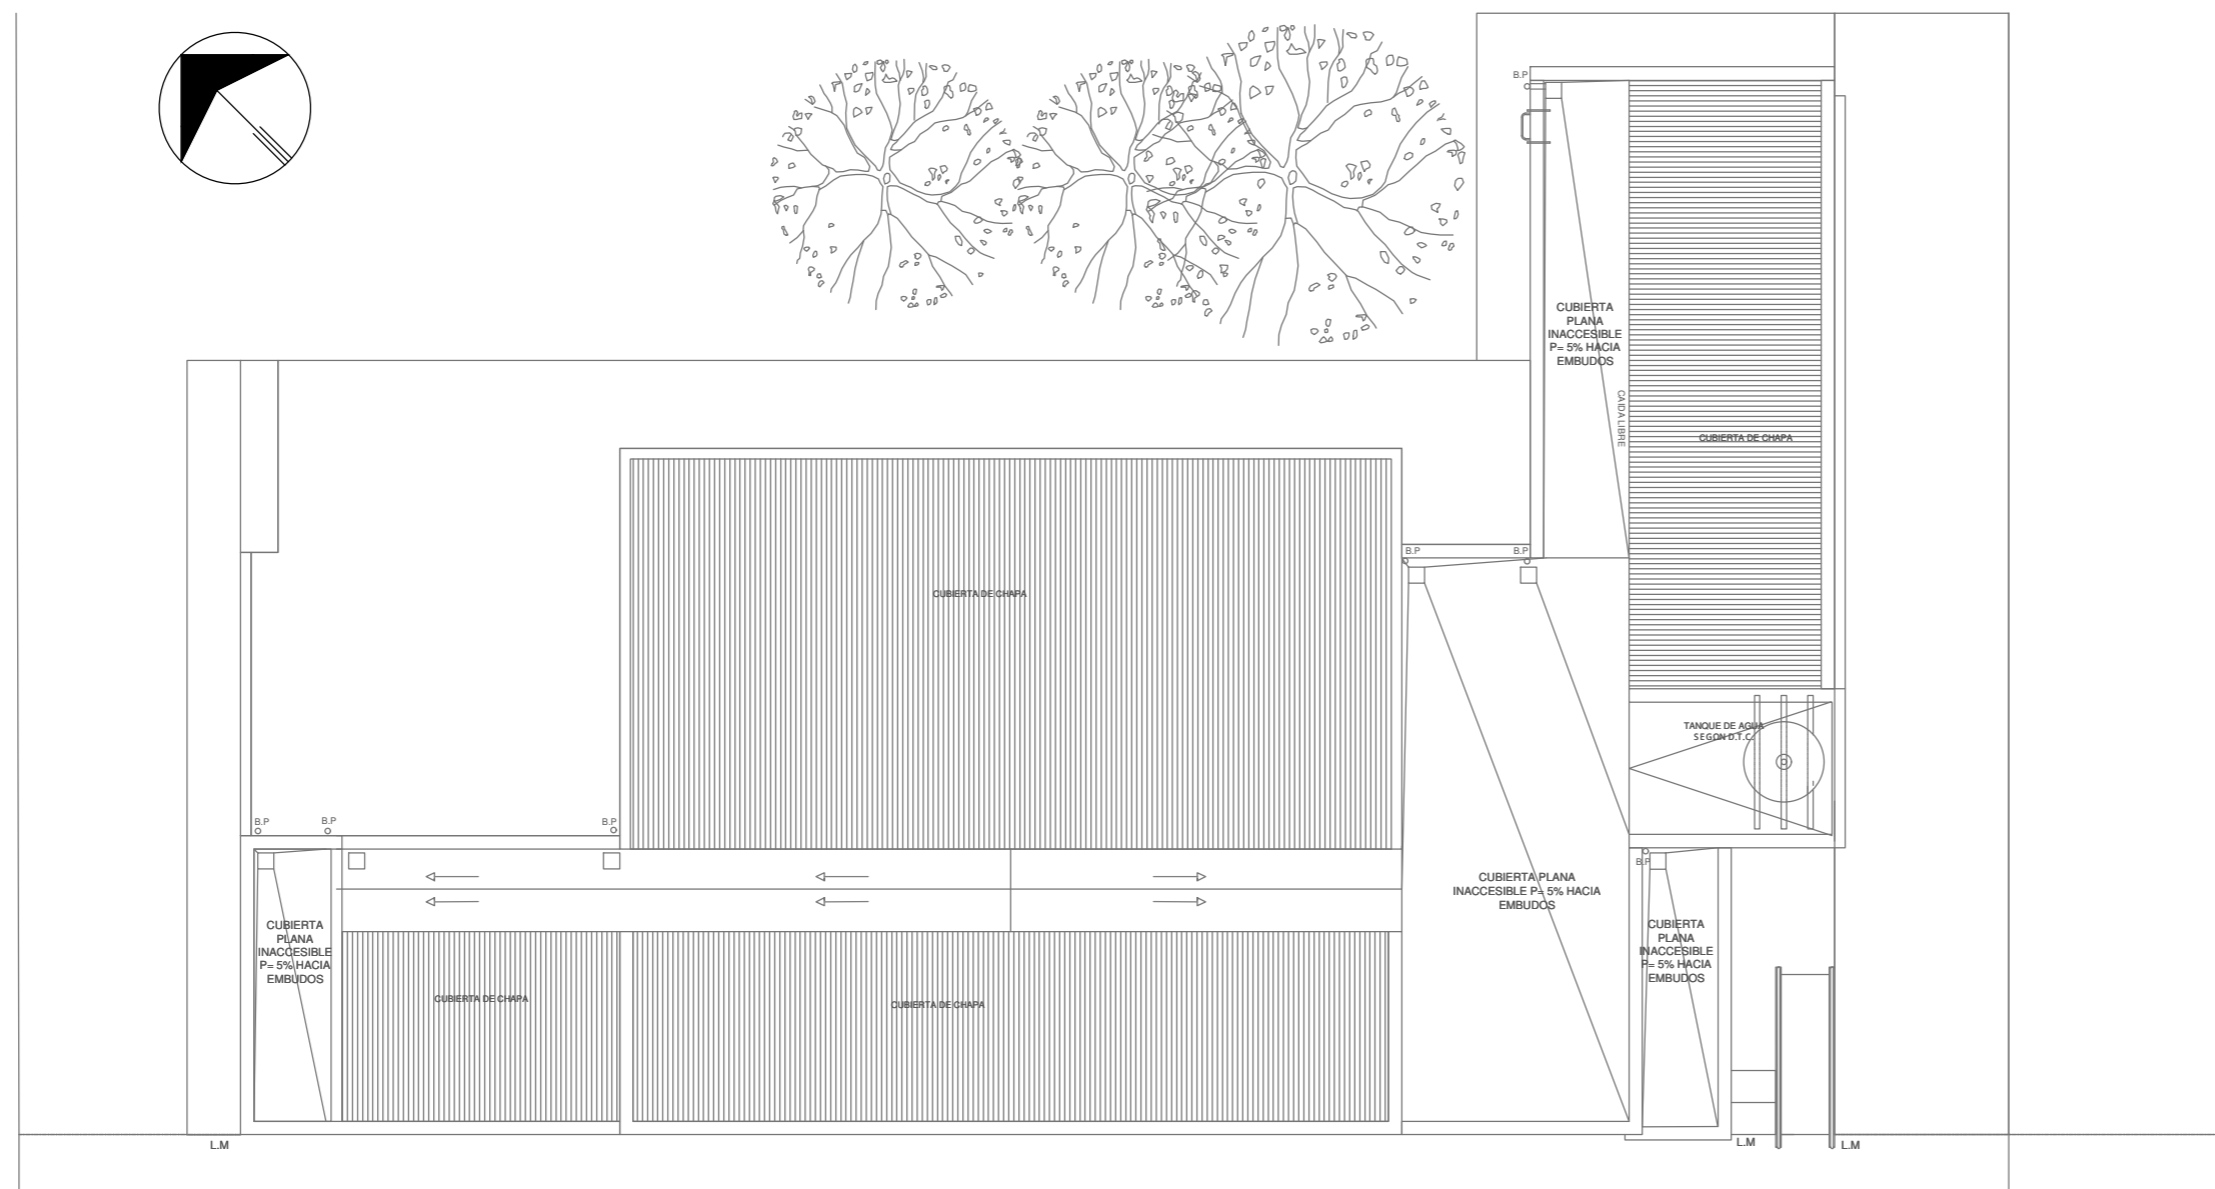 B.P
CUBIERTA
PLANA
INACCESIBLE
P= 5% HACIA
EMBUDOS
CAIDA LIBRE
CUBIERTA DE CHAPA
B.P
B.P
CUBIERTA DE CHAPA
TANQUE DE AGUA
SEGON D.T.C.
B.P
B.P
B.P
B.P
CUBIERTA PLANA
INACCESIBLE P= 5% HACIA
EMBUDOS
CUBIERTA
PLANA
INACCESIBLE
P= 5% HACIA
EMBUDOS
CUBIERTA
PLANA
INACCESIBLE
P= 5% HACIA
EMBUDOS
CUBIERTA DE CHAPA
CUBIERTA DE CHAPA
L.M
L.M
L.M